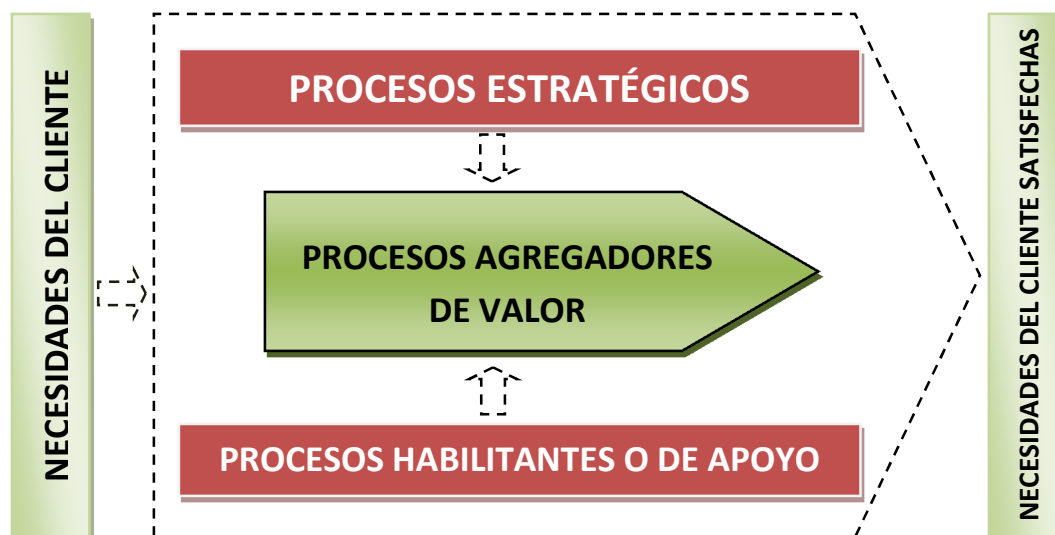 NECESIDADES DEL CLIENTE
PROCESOS ESTRATÉGICOS
PROCESOS AGREGADORES
DE VALOR
PROCESOS HABILITANTES O DE APOYO
NECESIDADES DEL CLIENTE SATISFECHAS